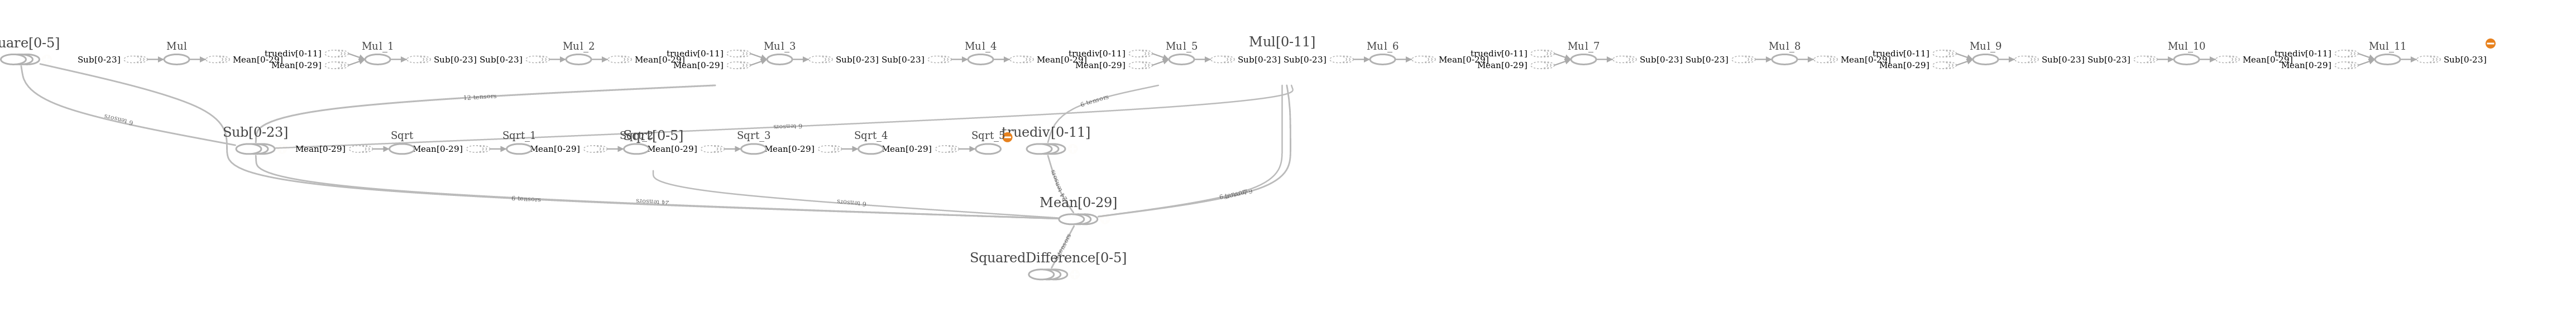 uare[0-5]
Mul
Mul_1
Mul_2
Mul_3
Mul_4
Mul_5
Mul[0-11]
Mul_6
Mul_7
Mul_8
Mul_9
Mul_10
Mul_11
Sub[0-23]
Mean[0-29]
truediv[0-11]
Mean[0-29]
Sub[0-23]
Sub[0-23]
Mean[0-29]
truediv[0-11]
Mean[0-29]
Sub[0-23]
Sub[0-23]
Mean[0-29]
truediv[0-11]
Mean[0-29]
Sub[0-23]
Sub[0-23]
Mean[0-29]
truediv[0-11]
Mean[0-29]
Sub[0-23]
Sub[0-23]
Mean[0-29]
truediv[0-11]
Mean[0-29]
Sub[0-23]
Sub[0-23]
Mean[0-29]
truediv[0-11]
Mean[0-29]
Sub[0-23]
12 tensors
6 tensors
6 tensors
6 tensors
Sub[0-23]
Sqrt
Sqrt_1
Sqrt_2
Sqrt[0-5]
Sqrt_3
Sqrt_4
Sqrt_5
truediv[0-11]
Mean[0-29]
Mean[0-29]
Mean[0-29]
Mean[0-29]
Mean[0-29]
Mean[0-29]
6 tensors
24 tensors
6 tensors
Mean[0-29]
SquaredDifference[0-5]